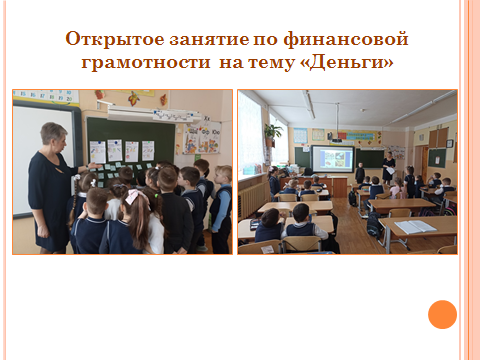 Открытое занятие по финансовой
грамотности на тему «Деньги»